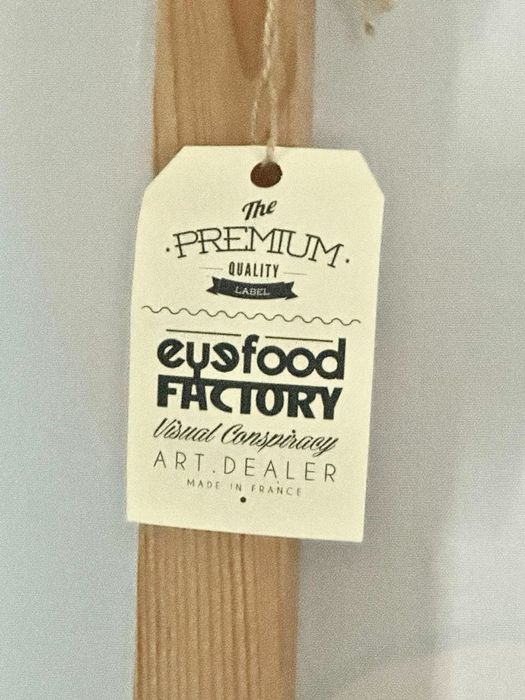 The
·PREMIUM·
QUALITY
LABEL
eyefood
FACTORY
Visual Conspiracy
ART.DEALER
MADE IN FRANCE